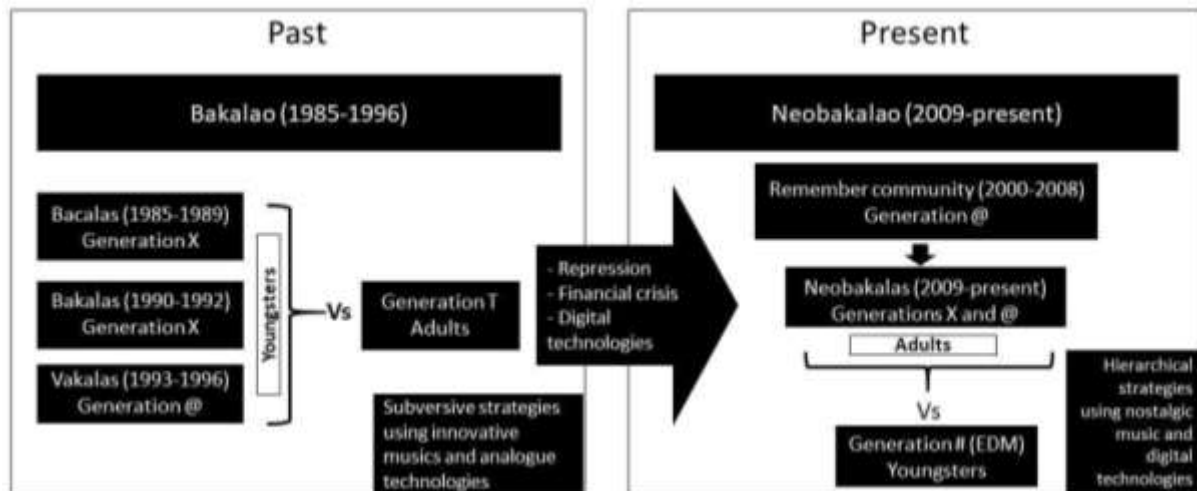 Past
Bakalao (1985-1996)
Bacalas (1985-1989)
Generation X
Bakalas (1990-1992)
Generation X
Vakalas (1993-1996)
Generation @
Youngsters
Vs
Generation T
Adults
Subversive strategies
using innovative
musics and analogue
technologies
- Repression
- Financial crisis
- Digital
technologies
Present
Neobakalao (2009-present)
Remember community (2000-2008)
Generation @
Neobakalas (2009-present)
Generations X and @
Adults
Vs
Generation # (EDM)
Youngsters
Hierarchical
strategies
using nostalgic
music and
digital
technologies